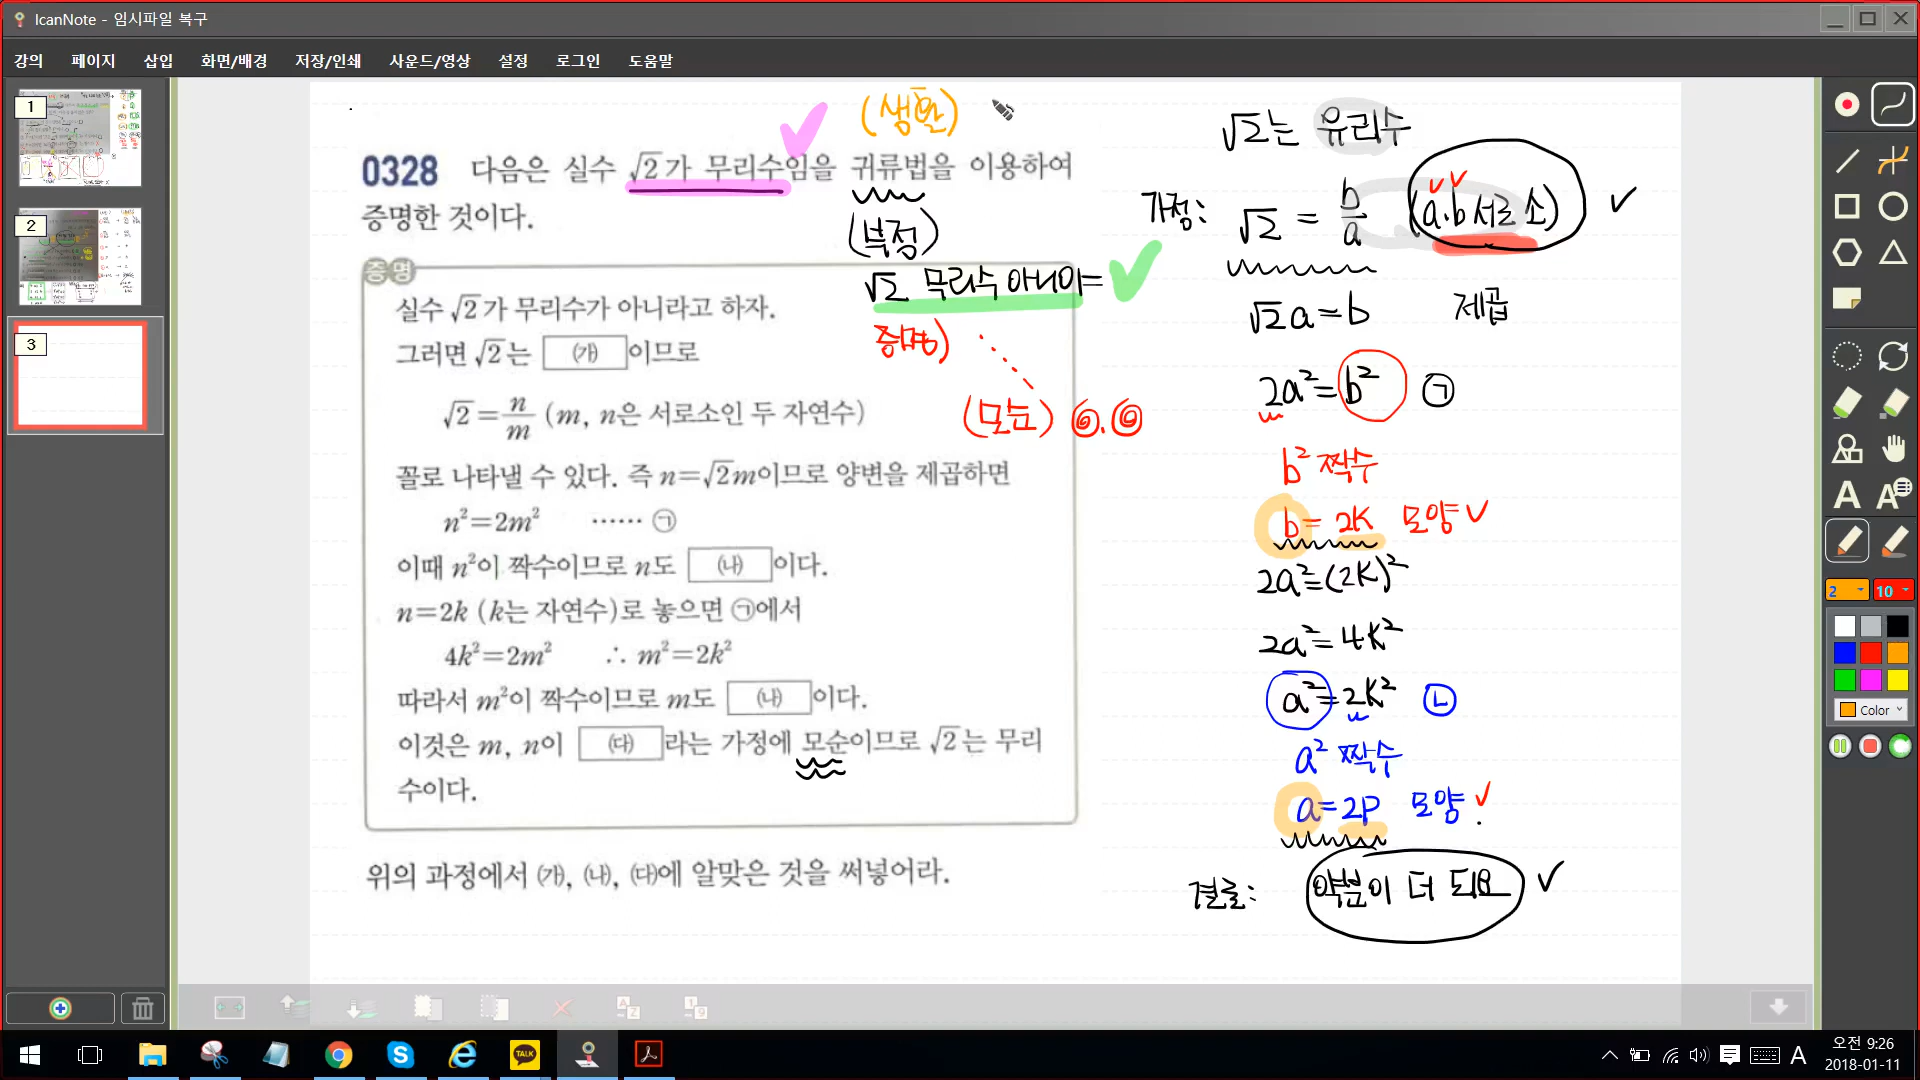 IcanNote - 임시파일 복구
강의 페이지 삽입 화면/배경 저장/인쇄 사운드/영상 설정 로그인 도움말
1
2
3
0328 다음은 실수 √2가 무리수임을 귀류법을 이용하여
증명한 것이다.
증명
실수 √2가 무리수가 아니라고 하자.
그러면 √2는 (가) 이므로
√2=n/m (m, n은 서로소인 두 자연수)
꼴로 나타낼 수 있다. 즉 n=√2m이므로 양변을 제곱하면
n²=2m² …… ㉠
이때 n²이 짝수이므로 n도 (나) 이다.
n=2k (k는 자연수)로 놓으면 ㉠에서
4k²=2m² ∴ m²=2k²
따라서 m²이 짝수이므로 m도 (나) 이다.
이것은 m, n이 (다) 라는 가정에 모순이므로 √2는 무리
수이다.
위의 과정에서 (가), (나), (다)에 알맞은 것을 써넣어라.
(부정)
√2 무리수 아니야=
증명)
(모순)
√2는 유리수
가정: √2 = b/a (a.b 서로소)
√2a=b 제곱
2a²=b² ㉠
b² 짝수
b=2K 모양
2a²=(2K)²
2a²=4K²
a²=2K² ㉡
a² 짝수
a=2P 모양
결론: 약분이 더 되요
2 10
Color
A
오전 9:26
2018-01-11